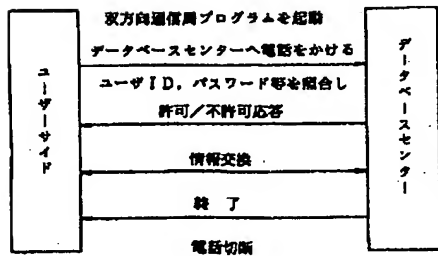 双方向通信用プログラムを起動
データベースセンターへ電話をかける
ユーザID，パスワード等を照合し
許可／不許可応答
情報交換
終 了
電話切断
ユーザーサイド
データベースセンター